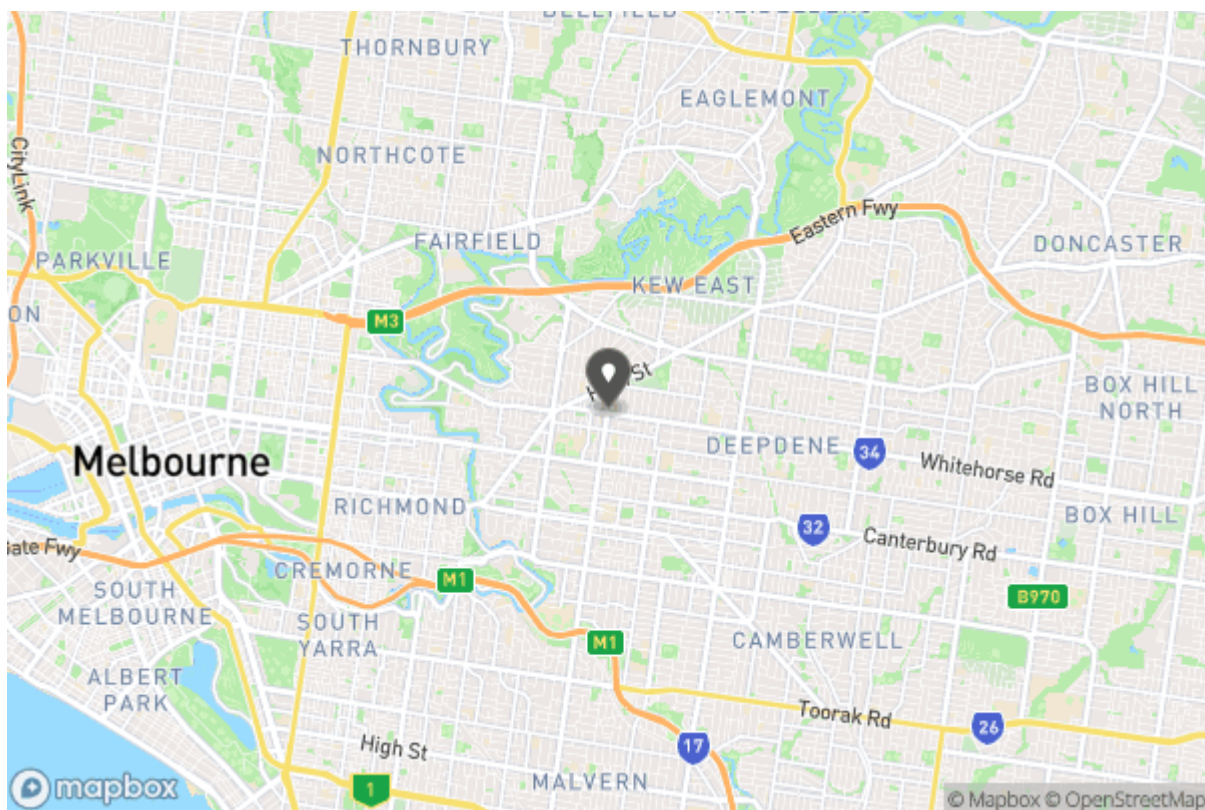 THORNBURY
EAGLEMONT
NORTHCOTE
CityLink
Eastern Fwy
FAIRFIELD
DONCASTER
PARKVILLE
KEW EAST
ON
M3
St
BOX HILL
NORTH
DEEPDENE
34
Whitehorse Rd
Melbourne
RICHMOND
BOX HILL
32
Canterbury Rd
Gate Fwy
CREMORNE
M1
B970
SOUTH
MELBOURNE
SOUTH
YARRA
M1
CAMBERWELL
ALBERT
PARK
Toorak Rd
26
High St
17
MALVERN
mapbox
1
© Mapbox © OpenStreetMap